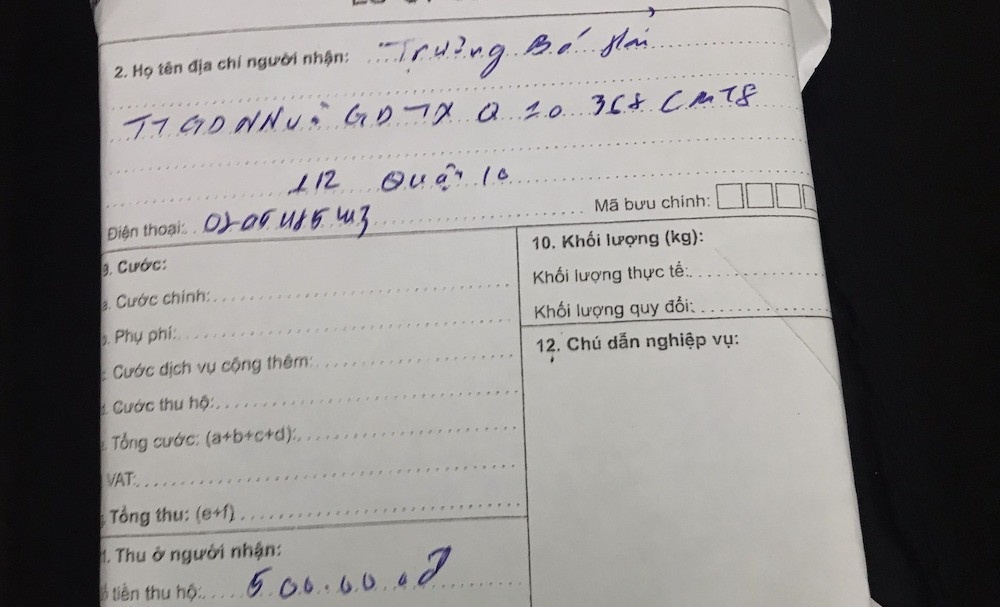 2. Họ tên địa chỉ người nhận: Trường Bá Hải
TTGDNN và GDTX Q 10 368 CMT8
P12 Quận 10
Mã bưu chính:
Điện thoại:
9. Cước:
a. Cước chính:
b. Phụ phí:
c. Cước dịch vụ cộng thêm:
d. Cước thu hộ:
Tổng cước: (a+b+c+d):
VAT:
Tổng thu: (e+f)
10. Khối lượng (kg):
Khối lượng thực tế:
Khối lượng quy đổi:
12. Chú dẫn nghiệp vụ:
1. Thu ở người nhận:
tiền thu hộ: 500.000đ